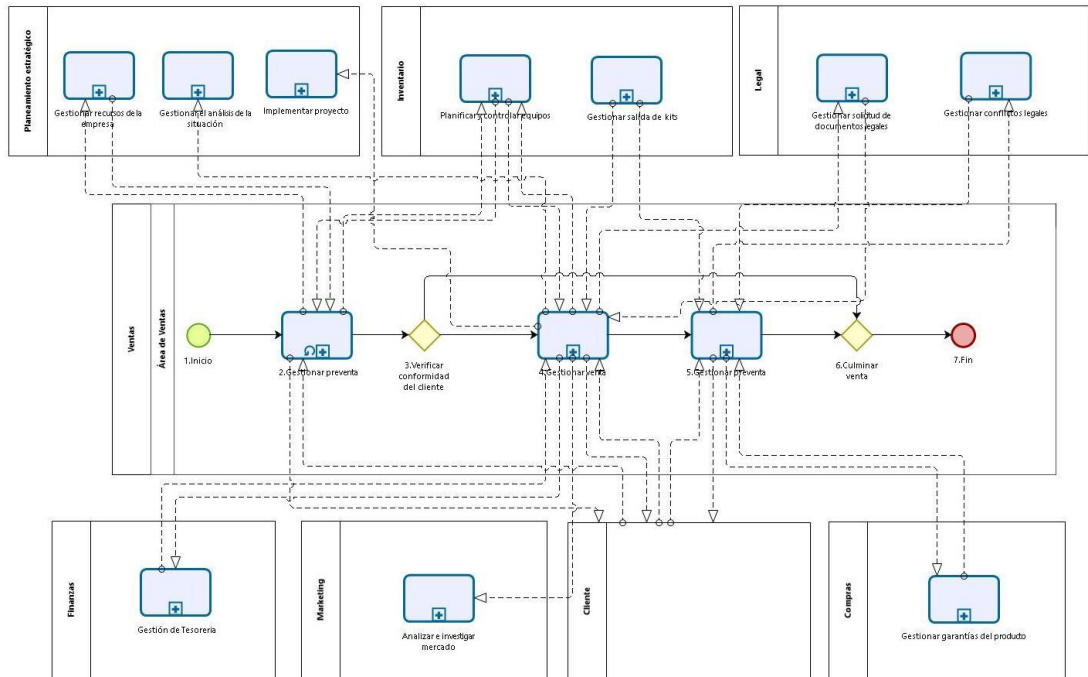 Planeamiento estratégico
Gestionar recursos de la
empresa
Gestionar el análisis de la
situación
Implementar proyecto
Inventario
Planificar y controlar equipos
Gestionar salida de kits
Legal
Gestionar solicitud de
documentos legales
Gestionar conflictos legales
Ventas
Área de Ventas
1.Inicio
2.Gestionar preventa
3.Verificar
conformidad
del cliente
4.Gestionar venta
5.Gestionar preventa
6.Culminar
venta
7.Fin
Finanzas
Gestión de Tesoreria
Marketing
Analizar e investigar
mercado
Cliente
Compras
Gestionar garantías del producto